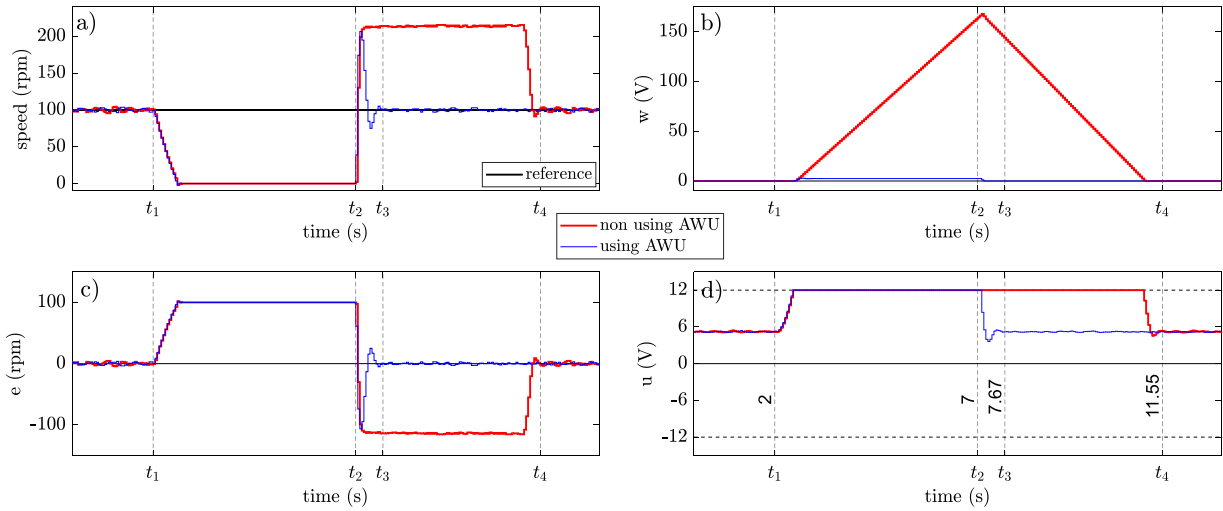 a)
200
150
100
50
0
speed (rpm)
reference
t1 t2 t3 t4
time (s)
b)
150
100
50
0
w (V)
t1 t2 t3 t4
time (s)
non using AWU
using AWU
c)
100
0
-100
e (rpm)
t1 t2 t3 t4
time (s)
d)
12
6
0
-6
-12
u (V)
2
7
7.67
11.55
t1 t2 t3 t4
time (s)